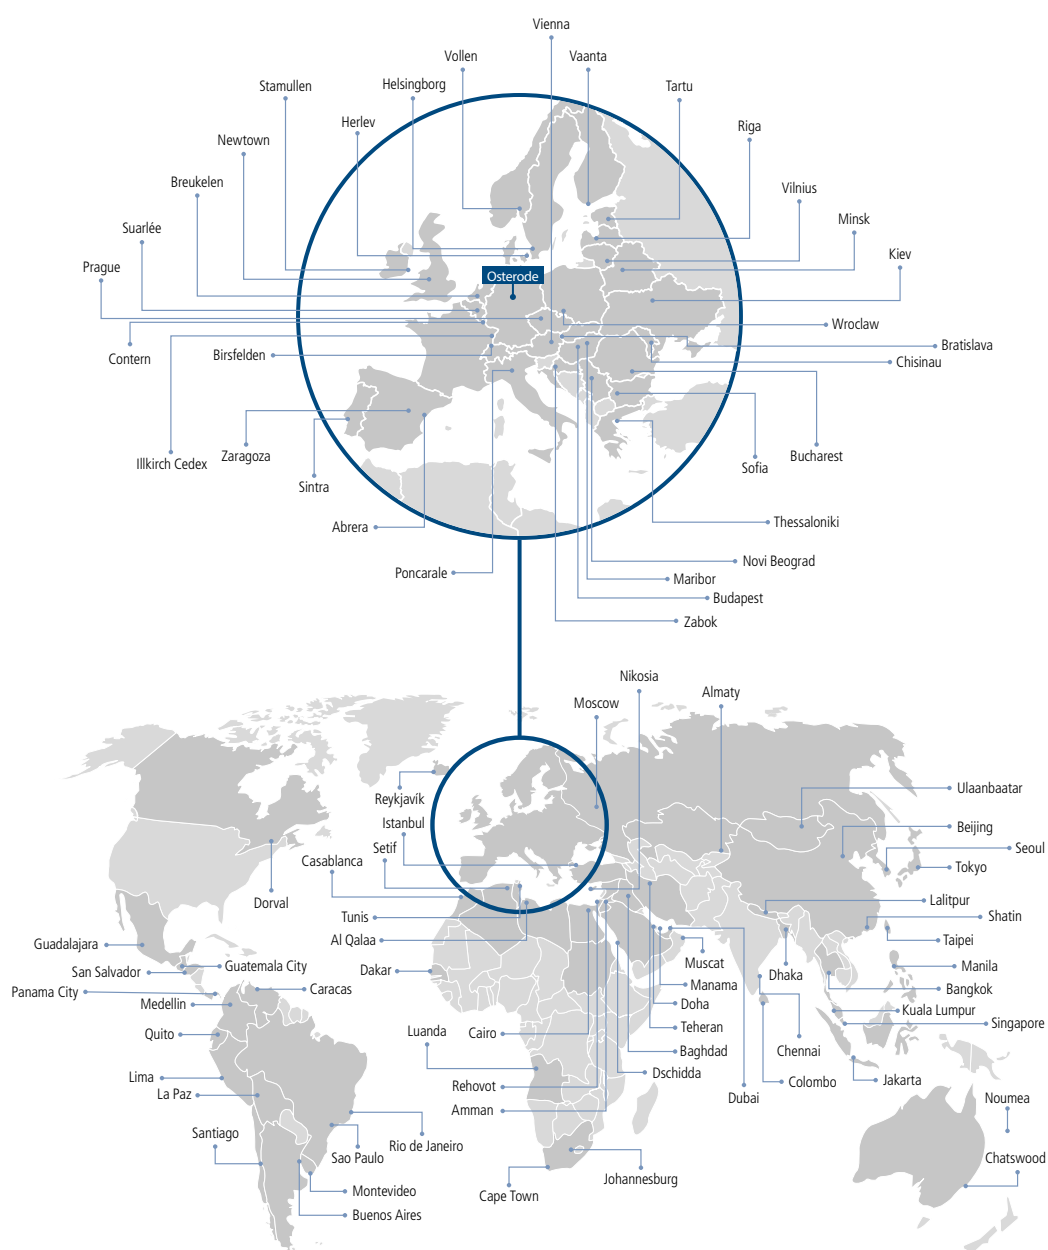 Vienna
Vollen
Vaanta
Stamullen
Helsingborg
Tartu
Herlev
Riga
Newtown
Breukelen
Vilnius
Suarlée
Minsk
Prague
Kiev
Osterode
Wroclaw
Contern
Birsfelden
Bratislava
Chisinau
Illkirch Cedex
Zaragoza
Bucharest
Sofia
Sintra
Abrera
Thessaloniki
Poncarale
Novi Beograd
Maribor
Budapest
Zabok
Nikosia
Moscow
Almaty
Reykjavík
Ulaanbaatar
Istanbul
Beijing
Setif
Seoul
Casablanca
Tokyo
Dorval
Lalitpur
Tunis
Shatin
Guadalajara
Al Qalaa
Taipei
Guatemala City
Muscat
Manila
San Salvador
Dakar
Dhaka
Panama City
Caracas
Manama
Bangkok
Medellin
Doha
Kuala Lumpur
Quito
Luanda
Cairo
Teheran
Singapore
Baghdad
Chennai
Lima
Dschidda
Jakarta
La Paz
Rehovot
Colombo
Dubai
Noumea
Amman
Santiago
Rio de Janeiro
Sao Paulo
Chatswood
Montevideo
Cape Town
Johannesburg
Buenos Aires